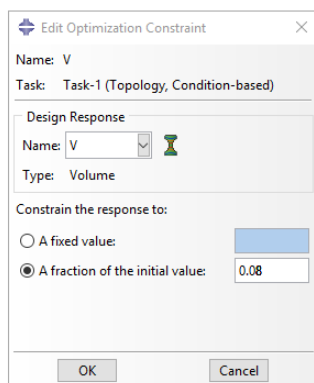 Edit Optimization Constraint
Name: V
Task: Task-1 (Topology, Condition-based)
Design Response
Name: V
Type: Volume
Constrain the response to:
A fixed value:
A fraction of the initial value: 0.08
OK Cancel